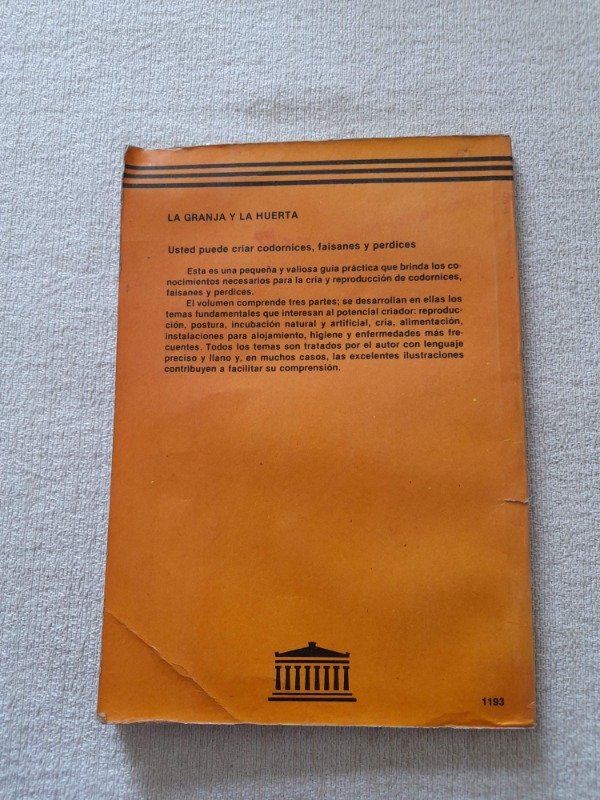 LA GRANJA Y LA HUERTA
Usted puede criar codornices, faisanes y perdices
Esta es una pequeña y valiosa guía práctica que brinda los co-
nocimientos necesarios para la cría y reproducción de codornices,
faisanes y perdices.
El volumen comprende tres partes; se desarrollan en ellas los
temas fundamentales que interesan al potencial criador: reproduc-
ción, postura, incubación natural y artificial, cría, alimentación,
instalaciones para alojamiento, higiene y enfermedades más fre-
cuentes. Todos los temas son tratados por el autor con lenguaje
preciso y llano y, en muchos casos, las excelentes ilustraciones
contribuyen a facilitar su comprensión.
1193